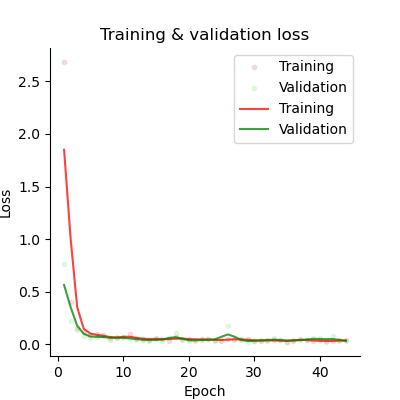 Training & validation loss
Training
Validation
Training
Validation
Loss
2.5
2.0
1.5
1.0
0.5
0.0
0 10 20 30 40
Epoch